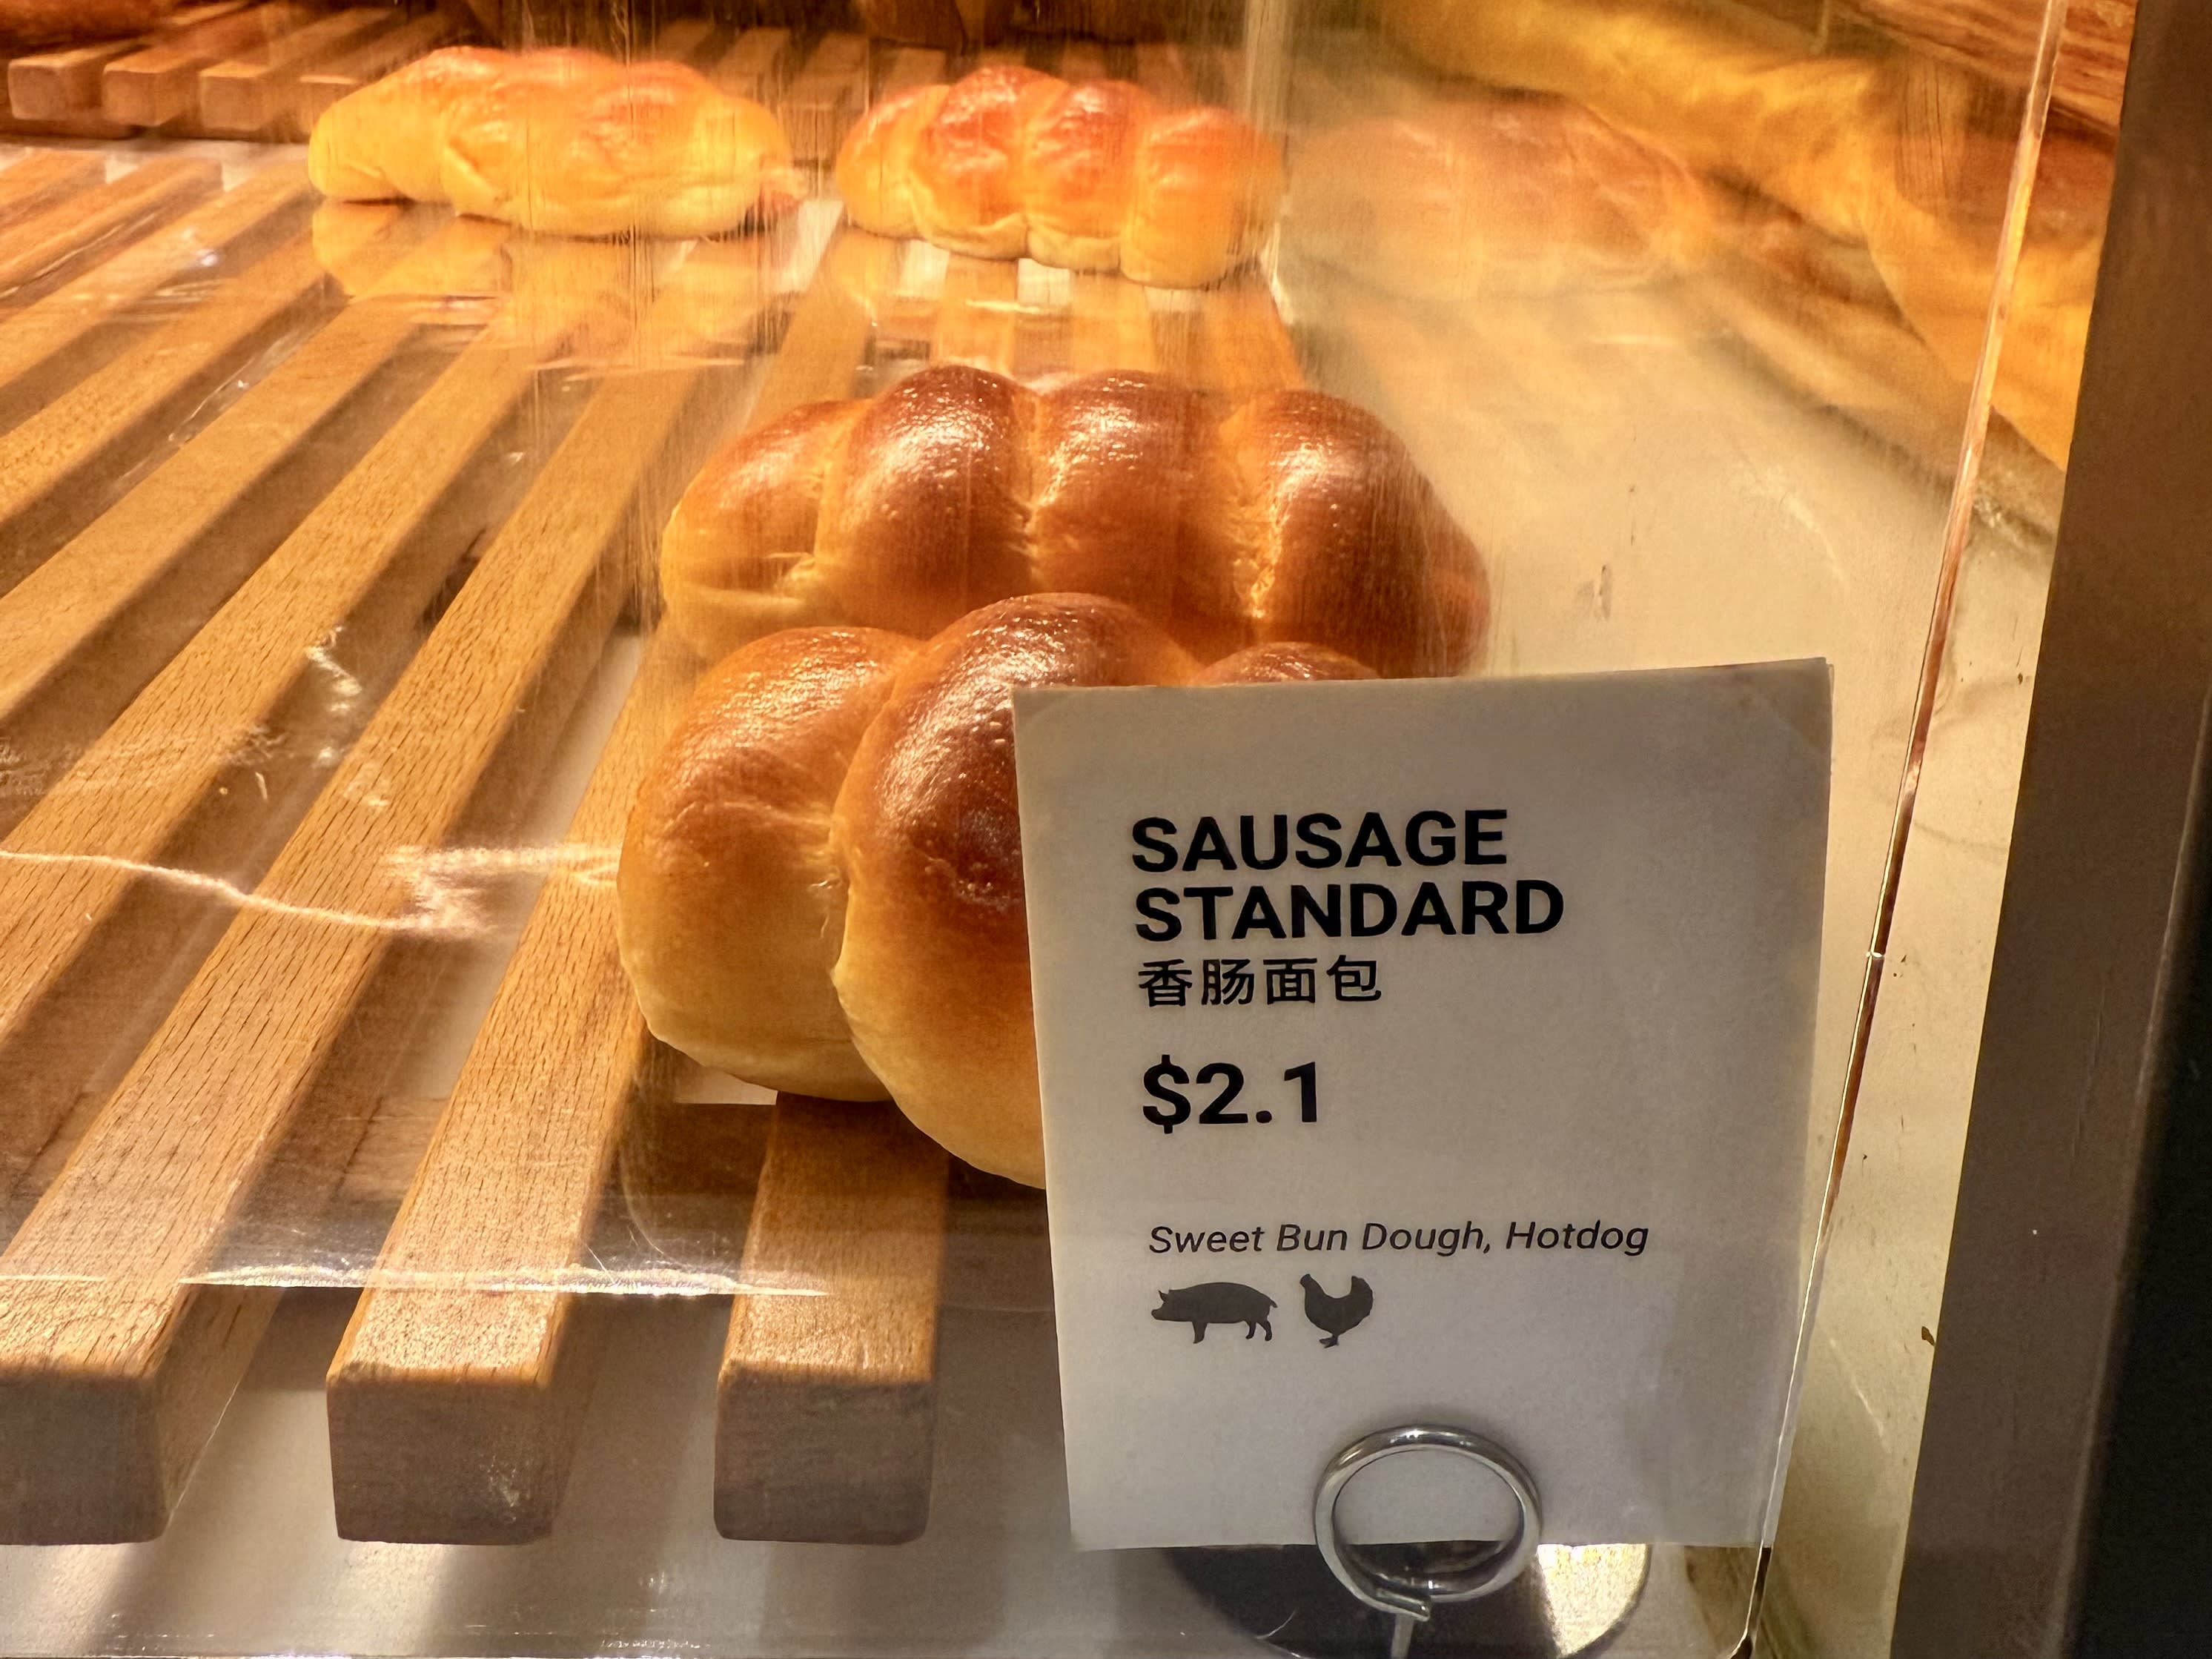 SAUSAGE
STANDARD
香肠面包
$2.1
Sweet Bun Dough, Hotdog